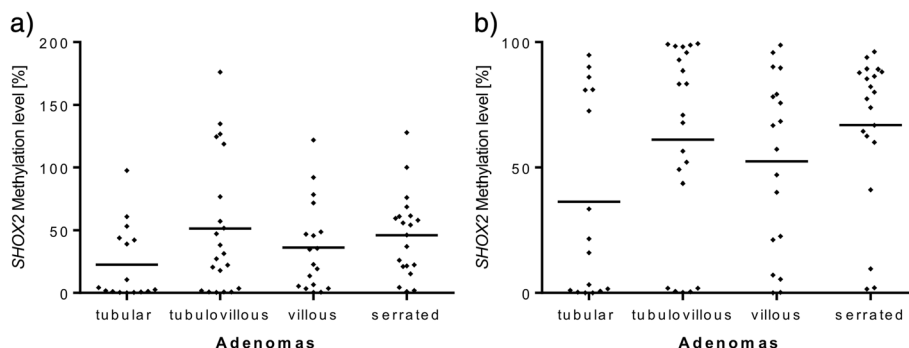 a)
SHOX2 Methylation level [%]
200
150
100
50
0
tubular tubulovillous villous serrated
Adenomas
b)
SHOX2 Methylation level [%]
100
50
0
tubular tubulovillous villous serrated
Adenomas